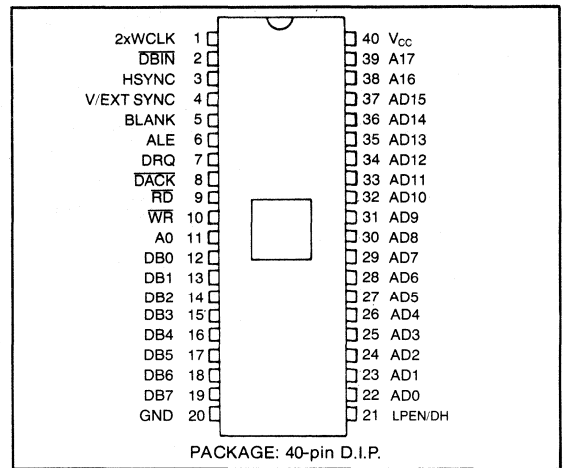 2xWCLK 1 40 VCC
DBIN 2 39 A17
HSYNC 3 38 A16
V/EXT SYNC 4 37 AD15
BLANK 5 36 AD14
ALE 6 35 AD13
DRQ 7 34 AD12
DACK 8 33 AD11
RD 9 32 AD10
WR 10 31 AD9
A0 11 30 AD8
DB0 12 29 AD7
DB1 13 28 AD6
DB2 14 27 AD5
DB3 15 26 AD4
DB4 16 25 AD3
DB5 17 24 AD2
DB6 18 23 AD1
DB7 19 22 AD0
GND 20 21 LPEN/DH
PACKAGE: 40-pin D.I.P.